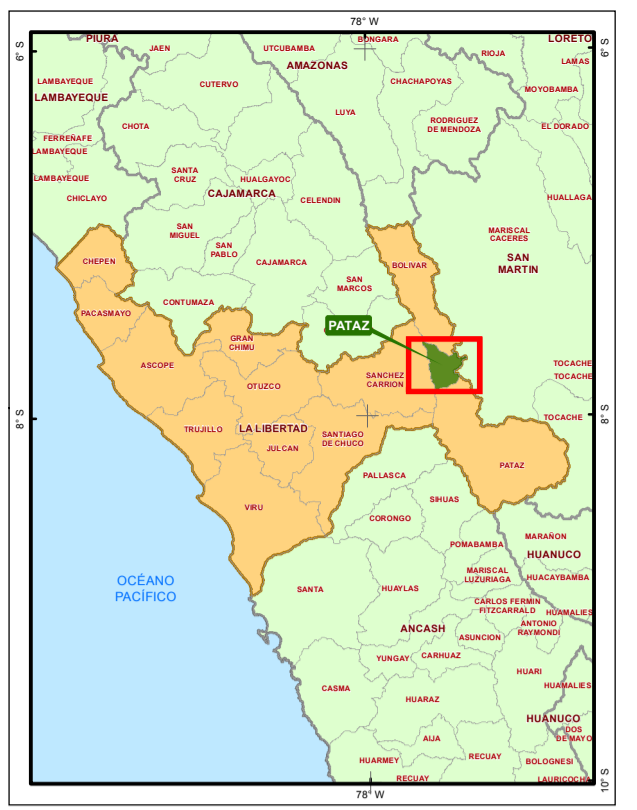 78° W
6° S
6° S
PIURA
JAEN
UTCUBAMBA
BONGARA
LORETO
AMAZONAS
RIOJA
LAMAS
LAMBAYEQUE
LAMBAYEQUE
CUTERVO
CHACHAPOYAS
MOYOBAMBA
CHOTA
LUYA
RODRIGUEZ
DE MENDOZA
EL DORADO
FERREÑAFE
LAMBAYEQUE
LAMBAYEQUE
CHICLAYO
SANTA
CRUZ
HUALGAYOC
CAJAMARCA
CELENDIN
HUALLAGA
SAN
MIGUEL
SAN
PABLO
CAJAMARCA
MARISCAL
CACERES
SAN
MARTIN
CHEPEN
BOLIVAR
SAN
MARCOS
CONTUMAZA
PACASMAYO
PATAZ
GRAN
CHIMU
ASCOPE
TOCACHE
TOCACHE
SANCHEZ
CARRION
OTUZCO
TOCACHE
8° S
8° S
TRUJILLO
LA LIBERTAD
SANTIAGO
DE CHUCO
JULCAN
PATAZ
PALLASCA
SIHUAS
VIRU
CORONGO
MARAÑON
POMABAMBA
HUANUCO
OCÉANO
PACÍFICO
SANTA
HUAYLAS
MARISCAL
LUZURIAGA
HUACAYBAMBA
CARLOS FERMIN
FITZCARRALD
HUAMALIES
ANCASH
ASUNCION
ANTONIO
RAYMONDI
YUNGAY
CARHUAZ
HUARI
CASMA
HUARAZ
HUAMALIES
HUANUCO
DOS
DE MAYO
AIJA
HUARMEY
RECUAY
BOLOGNESI
RECUAY
LAURICOCHA
78° W
10° S